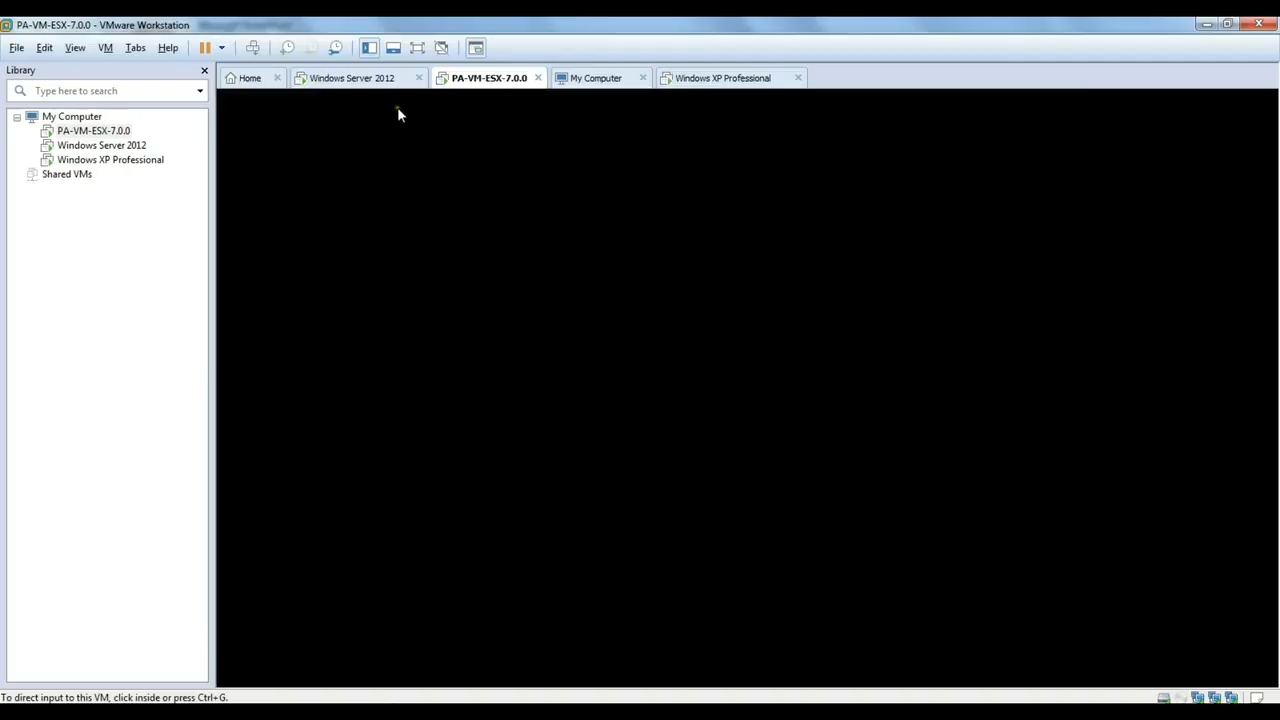 PA-VM-ESX-7.0.0 - VMware Workstation
File Edit View VM Tabs Help
Library
Type here to search
Home Windows Server 2012 PA-VM-ESX-7.0.0 My Computer Windows XP Professional
My Computer
PA-VM-ESX-7.0.0
Windows Server 2012
Windows XP Professional
Shared VMs
To direct input to this VM, click inside or press Ctrl+G.